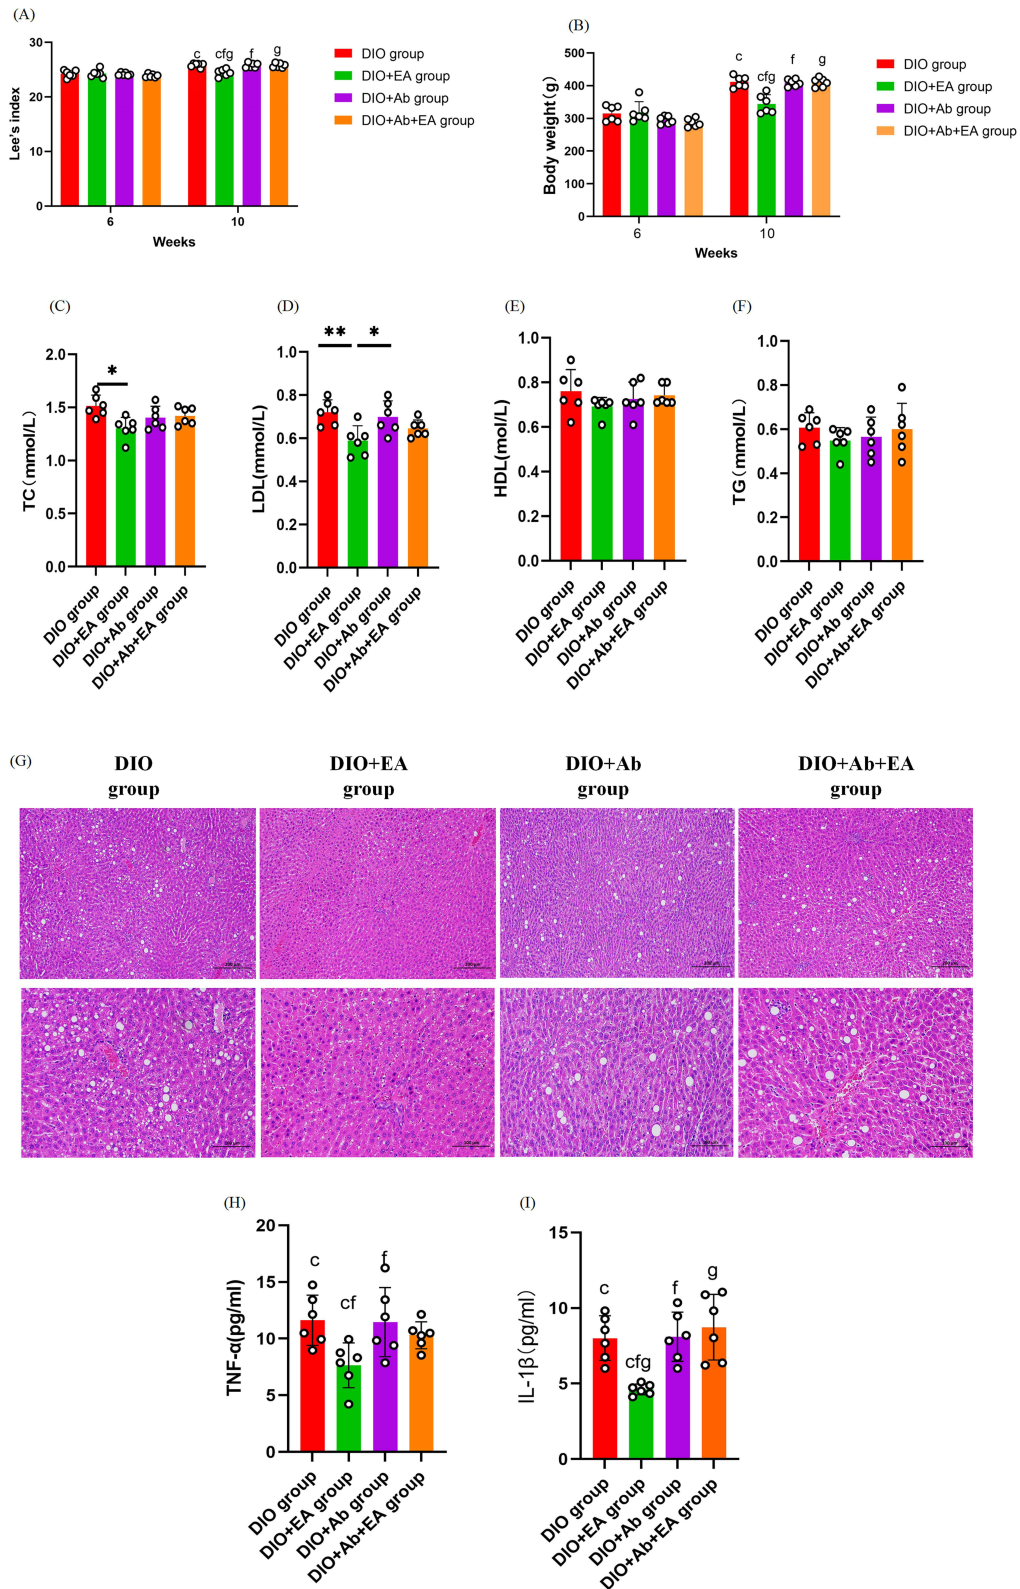 (A)
30
20
10
0
Lee's index
c
cfg
f
g
6
10
Weeks
DIO group
DIO+EA group
DIO+Ab group
DIO+Ab+EA group
(B)
500
400
300
200
100
0
Body weight(g)
c
cfg
f
g
6
10
Weeks
DIO group
DIO+EA group
DIO+Ab group
DIO+Ab+EA group
(C)
2.0
1.5
1.0
0.5
0.0
TC(mmol/L)
*
DIO group
DIO+EA group
DIO+Ab group
DIO+Ab+EA group
(D)
1.0
0.8
0.6
0.4
0.2
0.0
LDL(mmol/L)
**
*
DIO group
DIO+EA group
DIO+Ab group
DIO+Ab+EA group
(E)
1.0
0.8
0.6
0.4
0.2
0.0
HDL(mmol/L)
DIO group
DIO+EA group
DIO+Ab group
DIO+Ab+EA group
(F)
1.0
0.8
0.6
0.4
0.2
0.0
TG(mmol/L)
DIO group
DIO+EA group
DIO+Ab group
DIO+Ab+EA group
(G)
DIO
group
DIO+EA
group
DIO+Ab
group
DIO+Ab+EA
group
(H)
20
15
10
5
0
TNF-α(pg/ml)
c
cf
f
DIO group
DIO+EA group
DIO+Ab group
DIO+Ab+EA group
(I)
15
10
5
0
IL-1β(pg/ml)
c
cfg
f
g
DIO group
DIO+EA group
DIO+Ab group
DIO+Ab+EA group